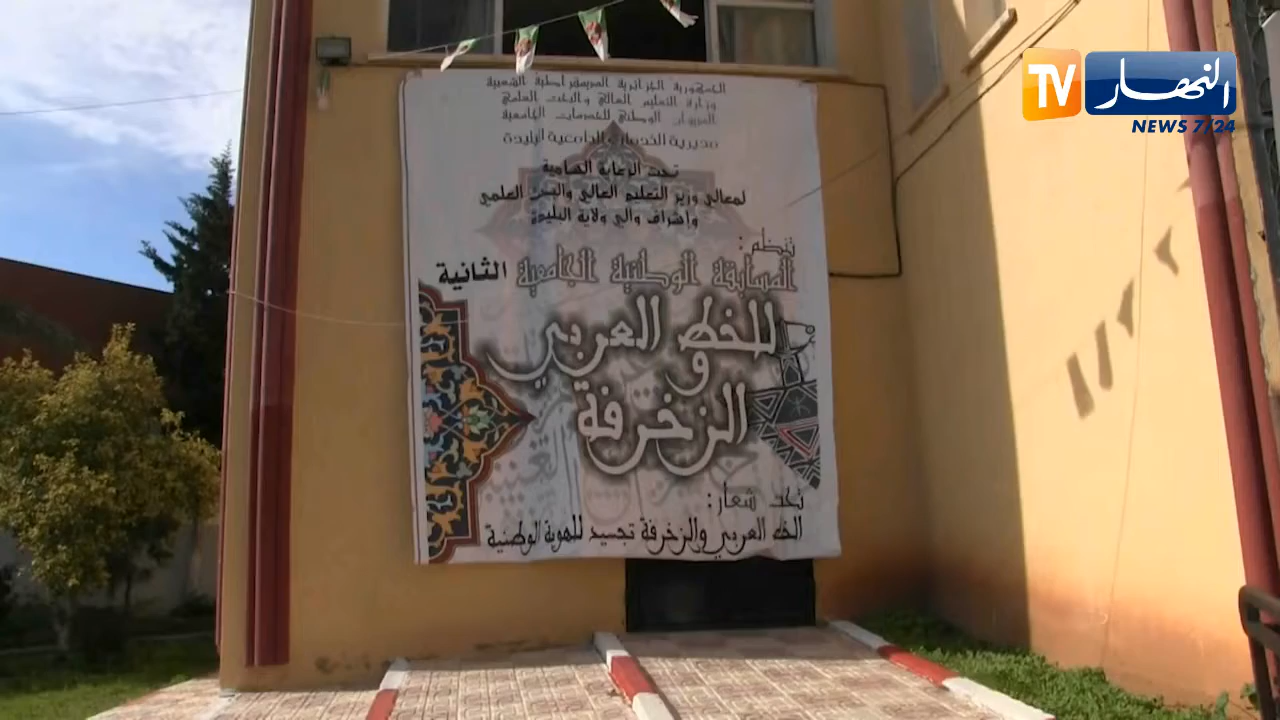 الجمهورية الجزائرية الديمقراطية الشعبية
وزارة التعليم العالي والبحث العلمي
الديوان الوطني للخدمات الجامعية
مديرية الخدمات الجامعية البليدة
تحت الرعاية السامية
لمعالي وزير التعليم العالي والبحث العلمي
وإشراف والي ولاية البليدة
تنظم:
المسابقة الوطنية الجامعية الثانية
للخط العربي
و
الزخرفة
تحت شعار:
الخط العربي والزخرفة تجسيد للهوية الوطنية
TV النهار
NEWS 7/24